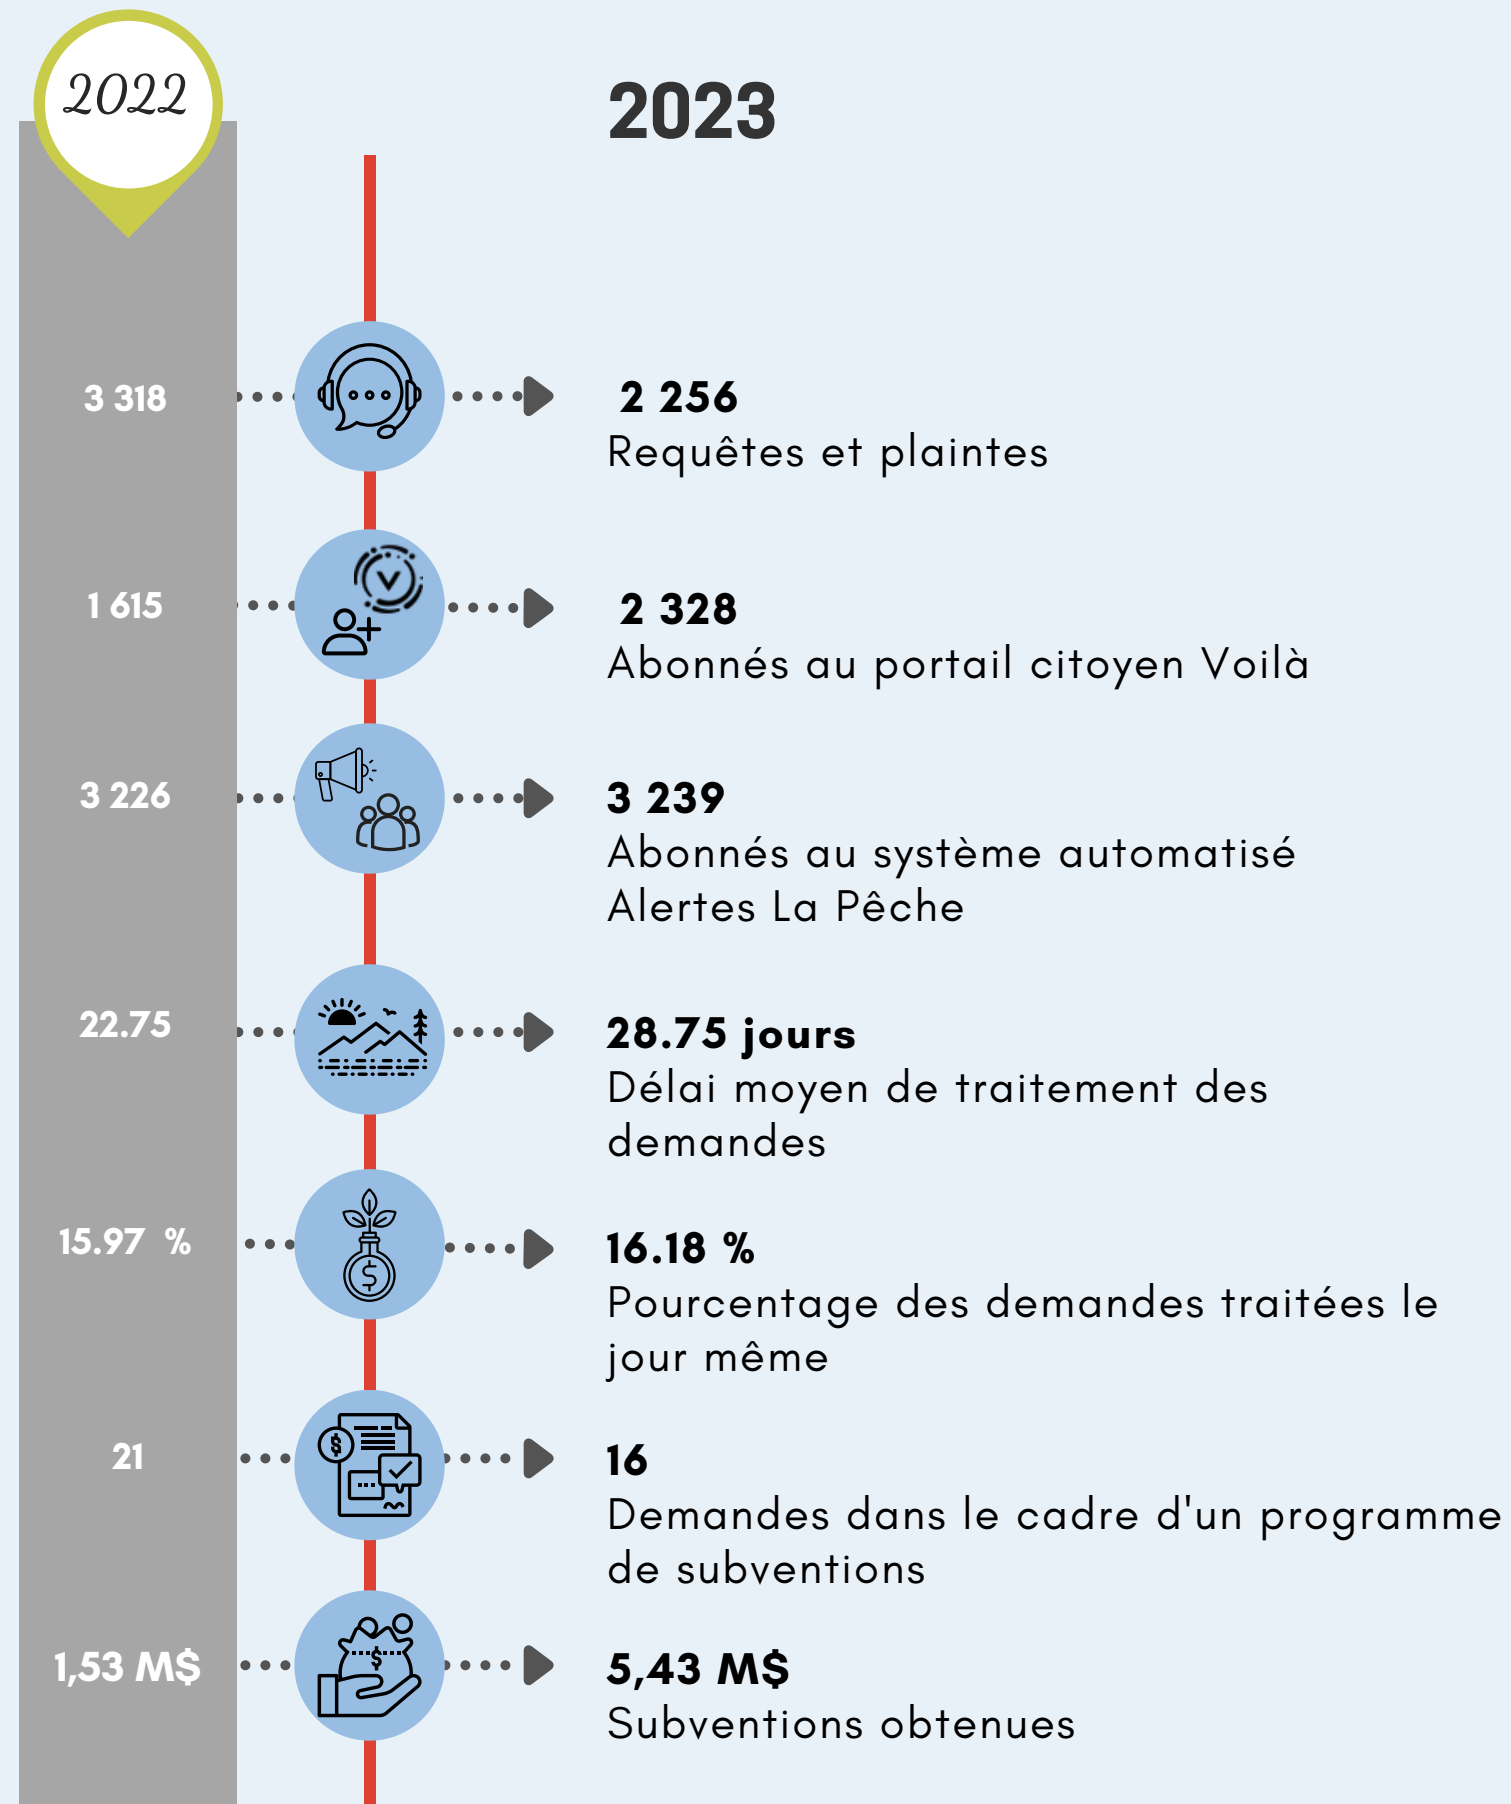 2022
2023
3 318
2 256
Requêtes et plaintes
1 615
2 328
Abonnés au portail citoyen Voilà
3 226
3 239
Abonnés au système automatisé
Alertes La Pêche
22.75
28.75 jours
Délai moyen de traitement des
demandes
15.97 %
16.18 %
Pourcentage des demandes traitées le
jour même
21
16
Demandes dans le cadre d'un programme
de subventions
1,53 M$
5,43 M$
Subventions obtenues